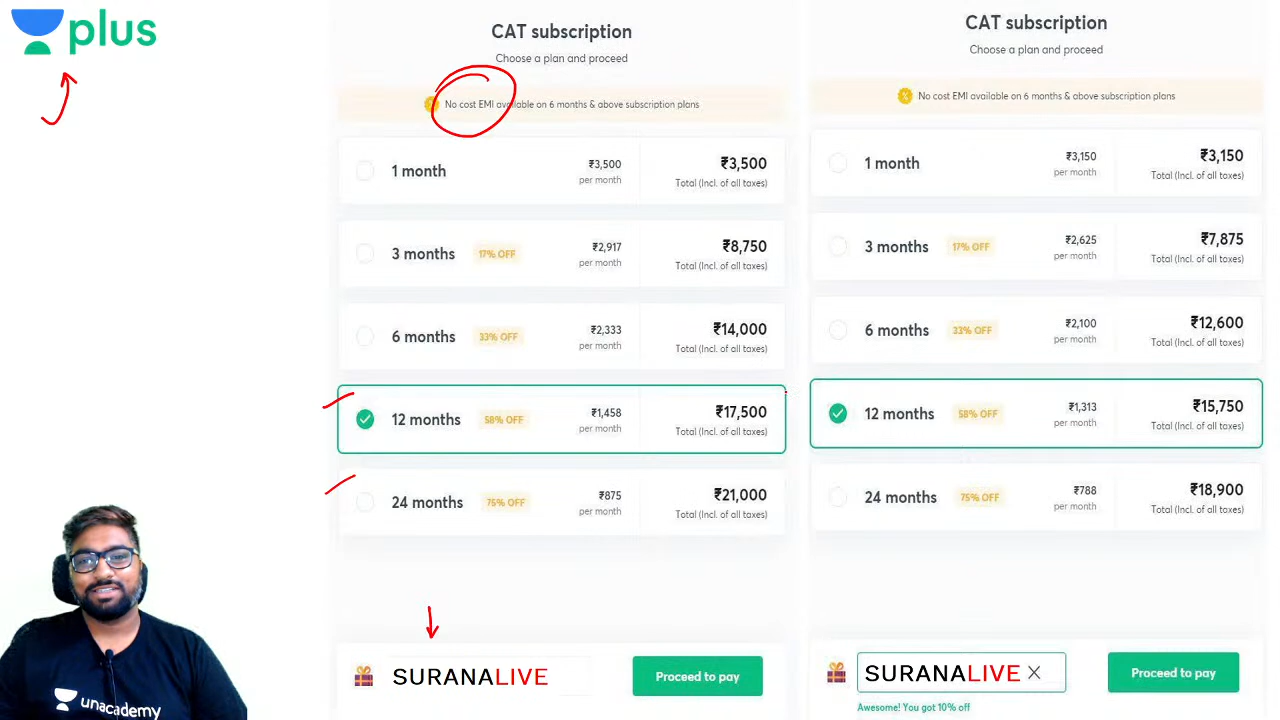 plus
CAT subscription
Choose a plan and proceed
No cost EMI available on 6 months & above subscription plans
1 month ₹3,500 per month ₹3,500 Total (Incl. of all taxes)
3 months 17% OFF ₹2,917 per month ₹8,750 Total (Incl. of all taxes)
6 months 33% OFF ₹2,333 per month ₹14,000 Total (Incl. of all taxes)
12 months 58% OFF ₹1,458 per month ₹17,500 Total (Incl. of all taxes)
24 months 75% OFF ₹875 per month ₹21,000 Total (Incl. of all taxes)
SURANALIVE Proceed to pay
CAT subscription
Choose a plan and proceed
No cost EMI available on 6 months & above subscription plans
1 month ₹3,150 per month ₹3,150 Total (Incl. of all taxes)
3 months 17% OFF ₹2,625 per month ₹7,875 Total (Incl. of all taxes)
6 months 33% OFF ₹2,100 per month ₹12,600 Total (Incl. of all taxes)
12 months 58% OFF ₹1,313 per month ₹15,750 Total (Incl. of all taxes)
24 months 75% OFF ₹788 per month ₹18,900 Total (Incl. of all taxes)
SURANALIVE Proceed to pay
Awesome! You got 10% off
unacademy